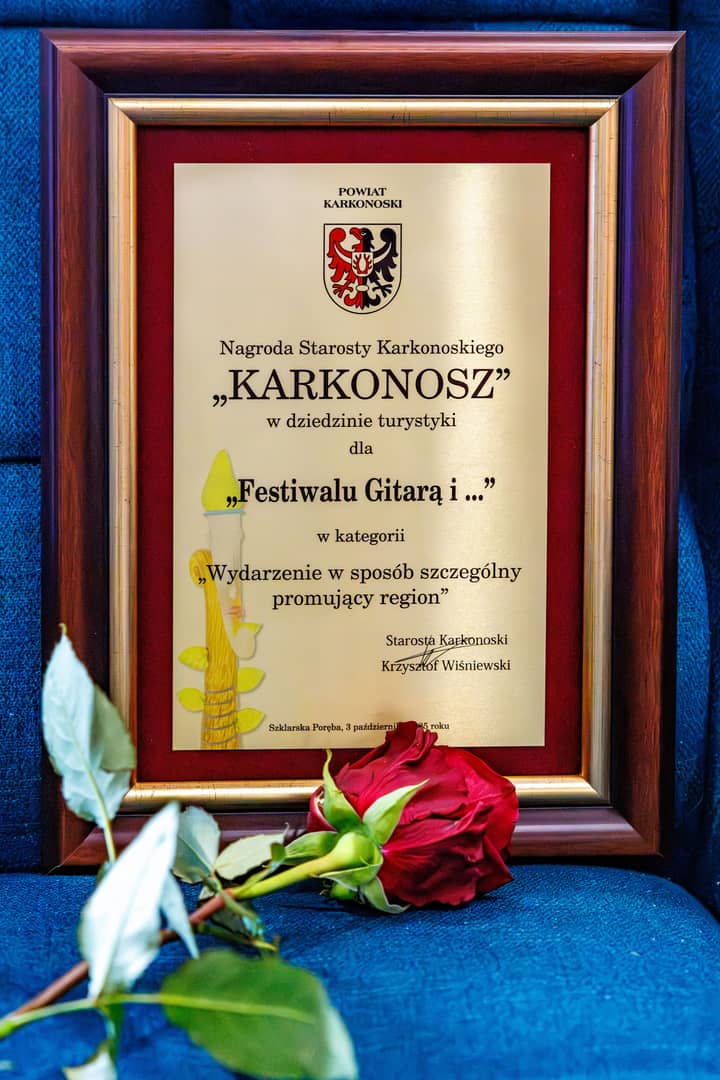 POWIAT
KARKONOSKI
Nagroda Starosty Karkonoskiego
„KARKONOSZ”
w dziedzinie turystyki
dla
„Festiwalu Gitarą i ...”
w kategorii
„Wydarzenie w sposób szczególny
promujący region”
Starosta Karkonoski
Krzysztof Wiśniewski
Szklarska Poręba, 3 roku